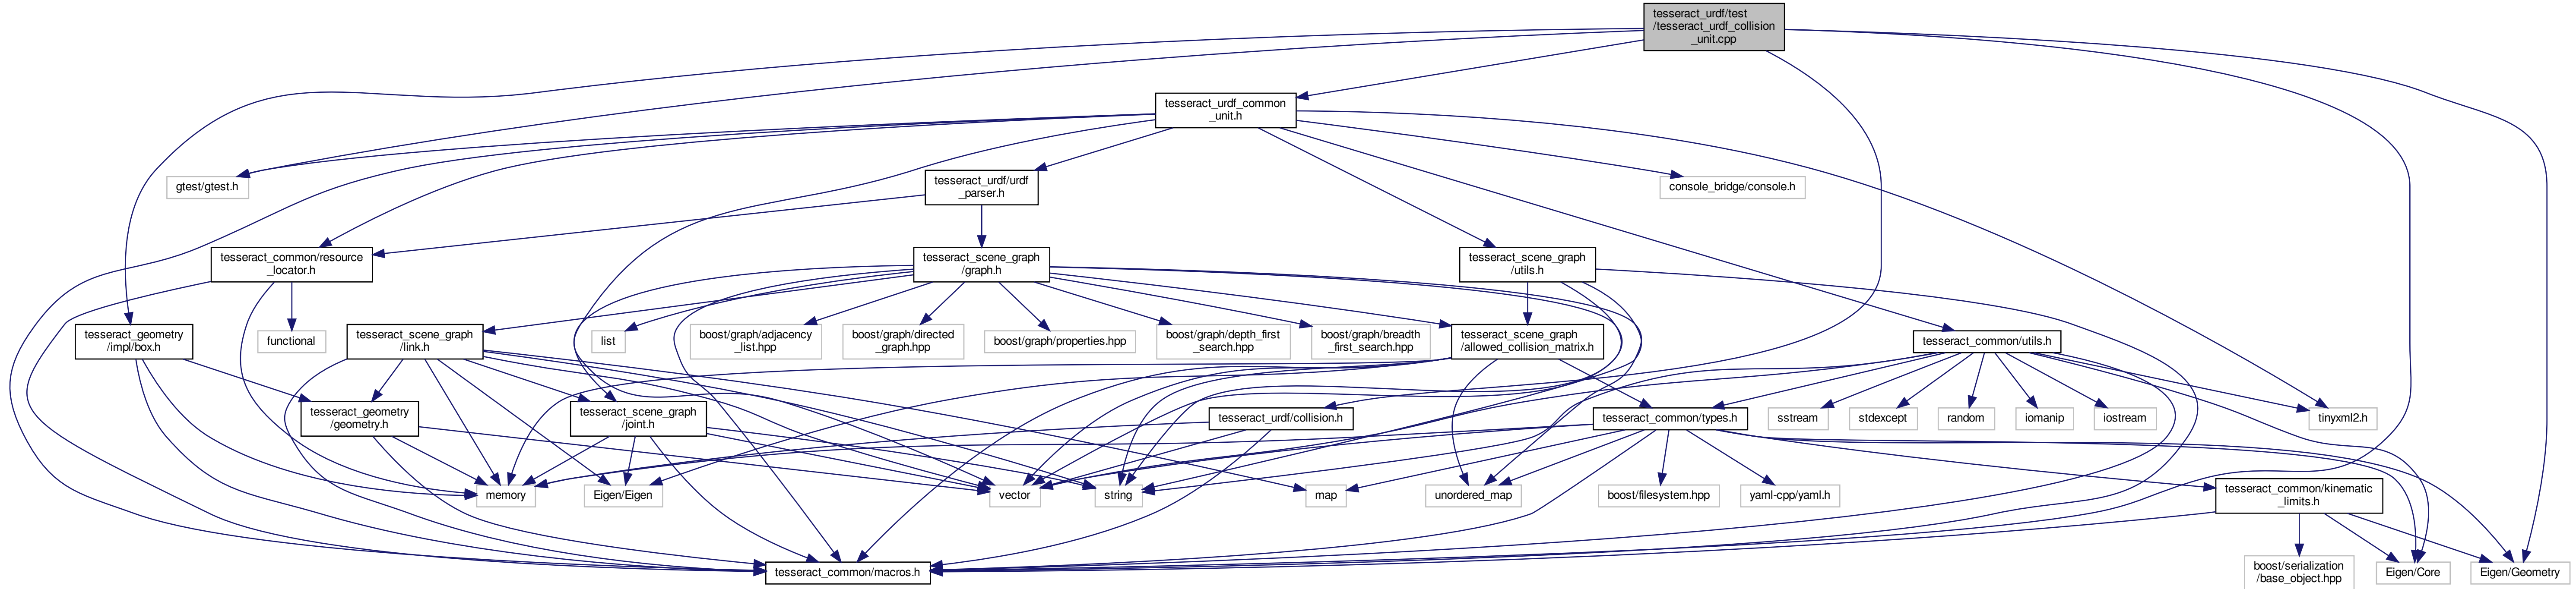 tesseract_urdf/test
/tesseract_urdf_collision
_unit.cpp
tesseract_urdf_common
_unit.h
gtest/gtest.h
tesseract_urdf/urdf
_parser.h
console_bridge/console.h
tesseract_common/resource
_locator.h
tesseract_scene_graph
/graph.h
tesseract_scene_graph
/utils.h
tesseract_geometry
/impl/box.h
functional
tesseract_scene_graph
/link.h
list
boost/graph/adjacency
_list.hpp
boost/graph/directed
_graph.hpp
boost/graph/properties.hpp
boost/graph/depth_first
_search.hpp
boost/graph/breadth
_first_search.hpp
tesseract_scene_graph
/allowed_collision_matrix.h
tesseract_common/utils.h
tesseract_geometry
/geometry.h
tesseract_scene_graph
/joint.h
tesseract_urdf/collision.h
tesseract_common/types.h
sstream
stdexcept
random
iomanip
iostream
tinyxml2.h
memory
Eigen/Eigen
vector
string
map
unordered_map
boost/filesystem.hpp
yaml-cpp/yaml.h
tesseract_common/kinematic
_limits.h
tesseract_common/macros.h
boost/serialization
/base_object.hpp
Eigen/Core
Eigen/Geometry